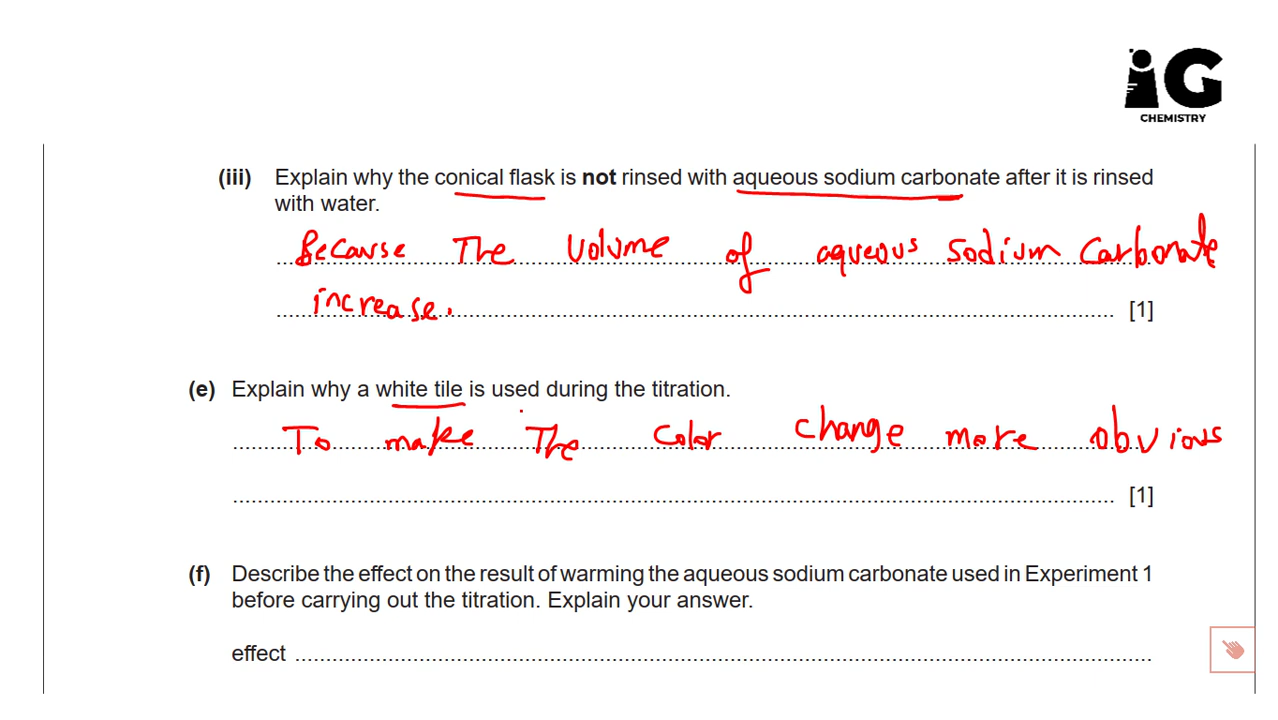 iG
CHEMISTRY
(iii) Explain why the conical flask is not rinsed with aqueous sodium carbonate after it is rinsed
with water.
Because The Volume of aqueous sodium Carbonate
increase. [1]
(e) Explain why a white tile is used during the titration.
To make The Color change more obvious
[1]
(f) Describe the effect on the result of warming the aqueous sodium carbonate used in Experiment 1
before carrying out the titration. Explain your answer.
effect